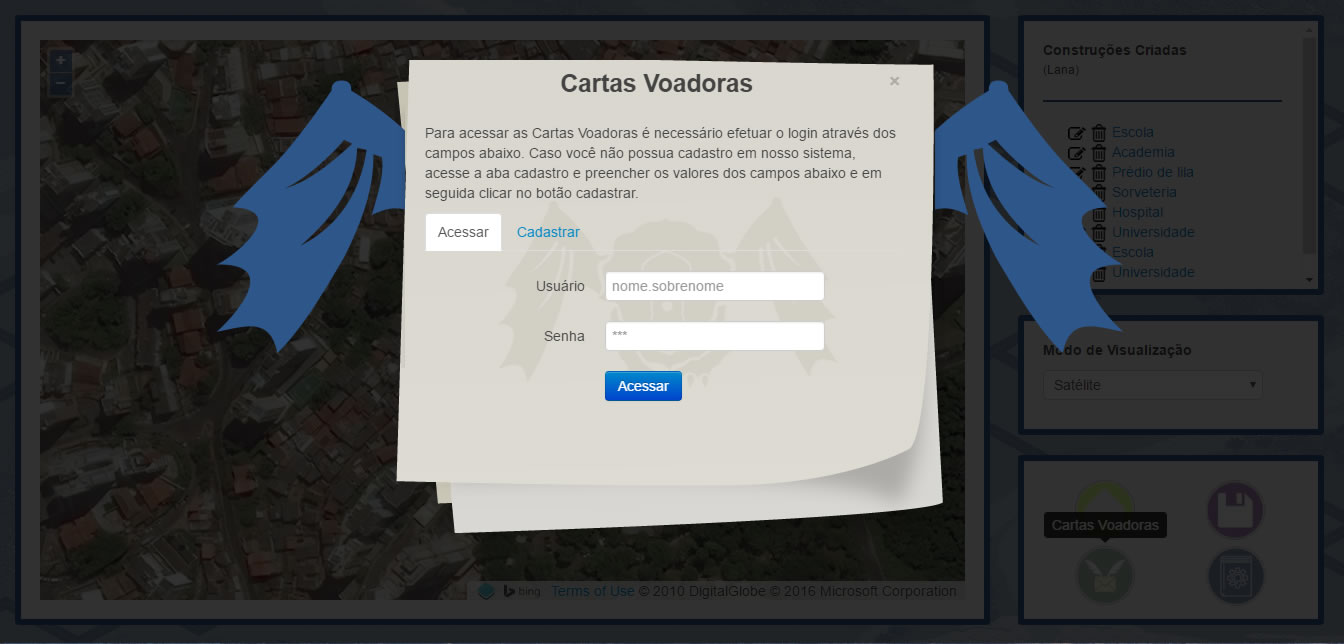 +
−
Cartas Voadoras
×
Para acessar as Cartas Voadoras é necessário efetuar o login através dos
campos abaixo. Caso você não possua cadastro em nosso sistema,
acesse a aba cadastro e preencher os valores dos campos abaixo e em
seguida clicar no botão cadastrar.
Acessar Cadastrar
Usuário nome.sobrenome
Senha ***
Acessar
bing Terms of Use © 2010 DigitalGlobe © 2016 Microsoft Corporation
Construções Criadas
(Lana)
Escola
Academia
Prédio de lila
Sorveteria
Hospital
Universidade
Escola
Universidade
Modo de Visualização
Satélite
Cartas Voadoras